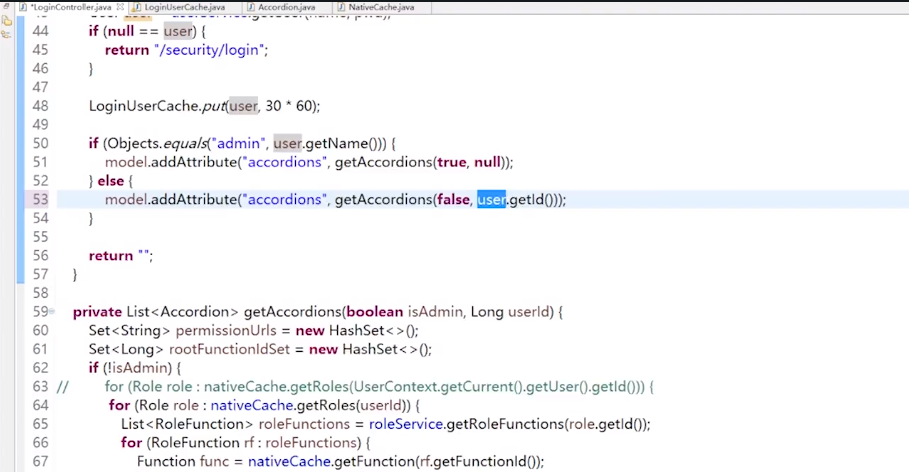 *LoginController.java LoginUserCache.java Accordion.java NativeCache.java
44 if (null == user) {
45 return "/security/login";
46 }
47
48 LoginUserCache.put(user, 30 * 60);
49
50 if (Objects.equals("admin", user.getName())) {
51 model.addAttribute("accordions", getAccordions(true, null));
52 } else {
53 model.addAttribute("accordions", getAccordions(false, user.getId()));
54 }
55
56 return "";
57 }
58
59 private List<Accordion> getAccordions(boolean isAdmin, Long userId) {
60 Set<String> permissionUrls = new HashSet<>();
61 Set<Long> rootFunctionIdSet = new HashSet<>();
62 if (!isAdmin) {
63 // for (Role role : nativeCache.getRoles(UserContext.getCurrent().getUser().getId())) {
64 for (Role role : nativeCache.getRoles(userId)) {
65 List<RoleFunction> roleFunctions = roleService.getRoleFunctions(role.getId());
66 for (RoleFunction rf : roleFunctions) {
67 Function func = nativeCache.getFunction(rf.getFunctionId());